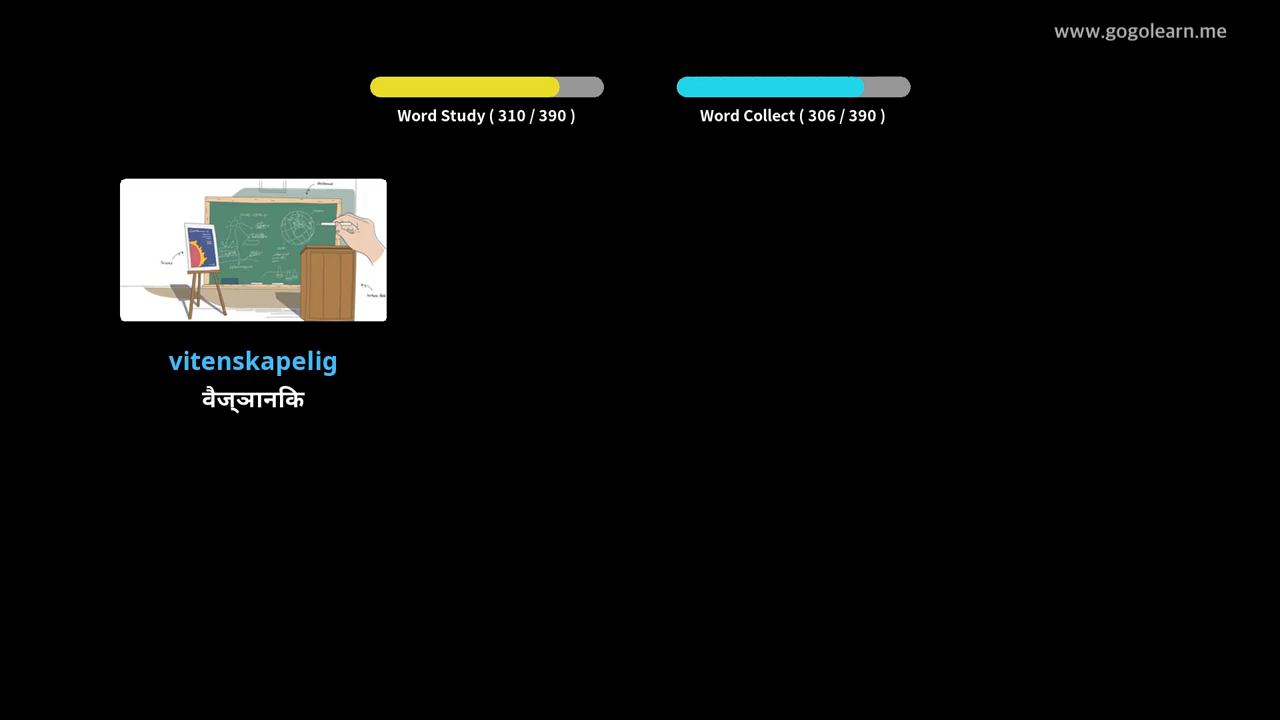 www.gogolearn.me
Word Study ( 310 / 390 )
Word Collect ( 306 / 390 )
vitenskapelig
वैज्ञानिक